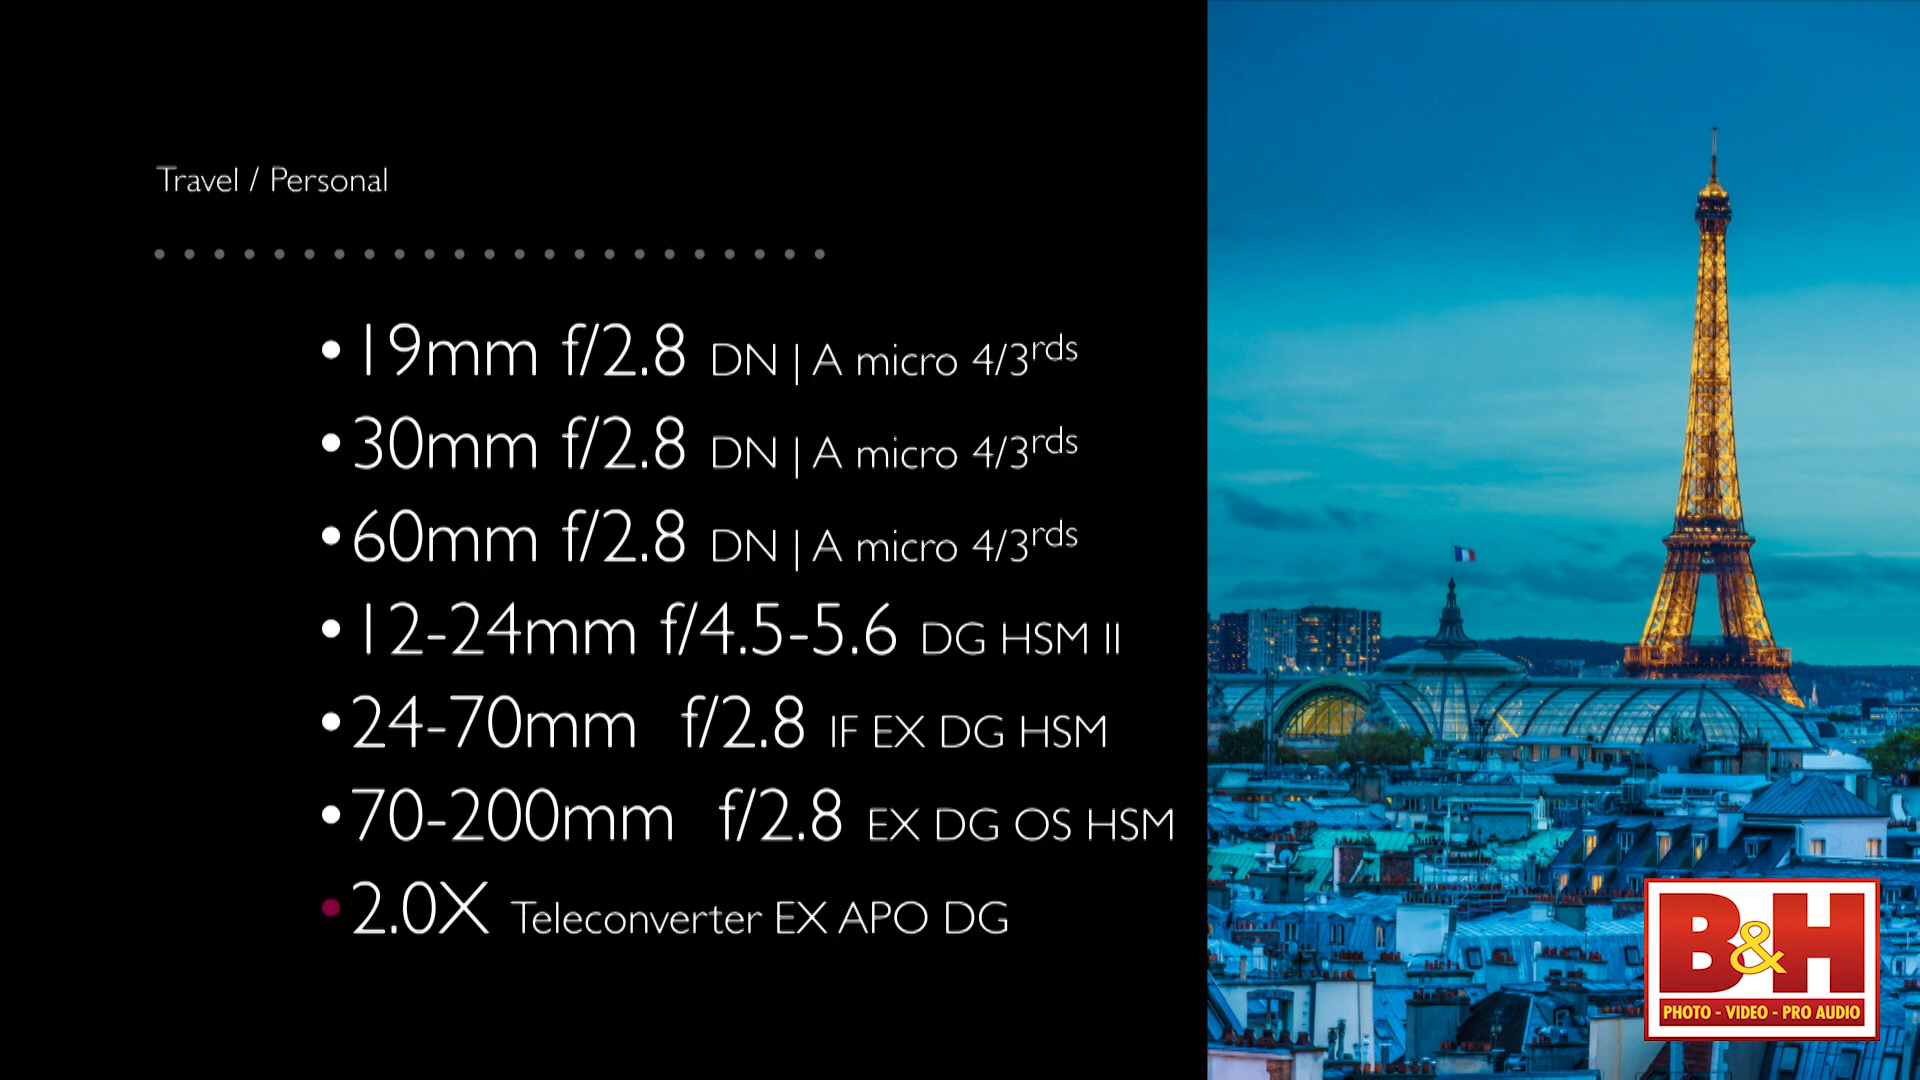 Travel / Personal
•19mm f/2.8 DN | A micro 4/3rds
•30mm f/2.8 DN | A micro 4/3rds
•60mm f/2.8 DN | A micro 4/3rds
•12-24mm f/4.5-5.6 DG HSM II
•24-70mm f/2.8 IF EX DG HSM
•70-200mm f/2.8 EX DG OS HSM
•2.0X Teleconverter EX APO DG
B&H
PHOTO - VIDEO - PRO AUDIO